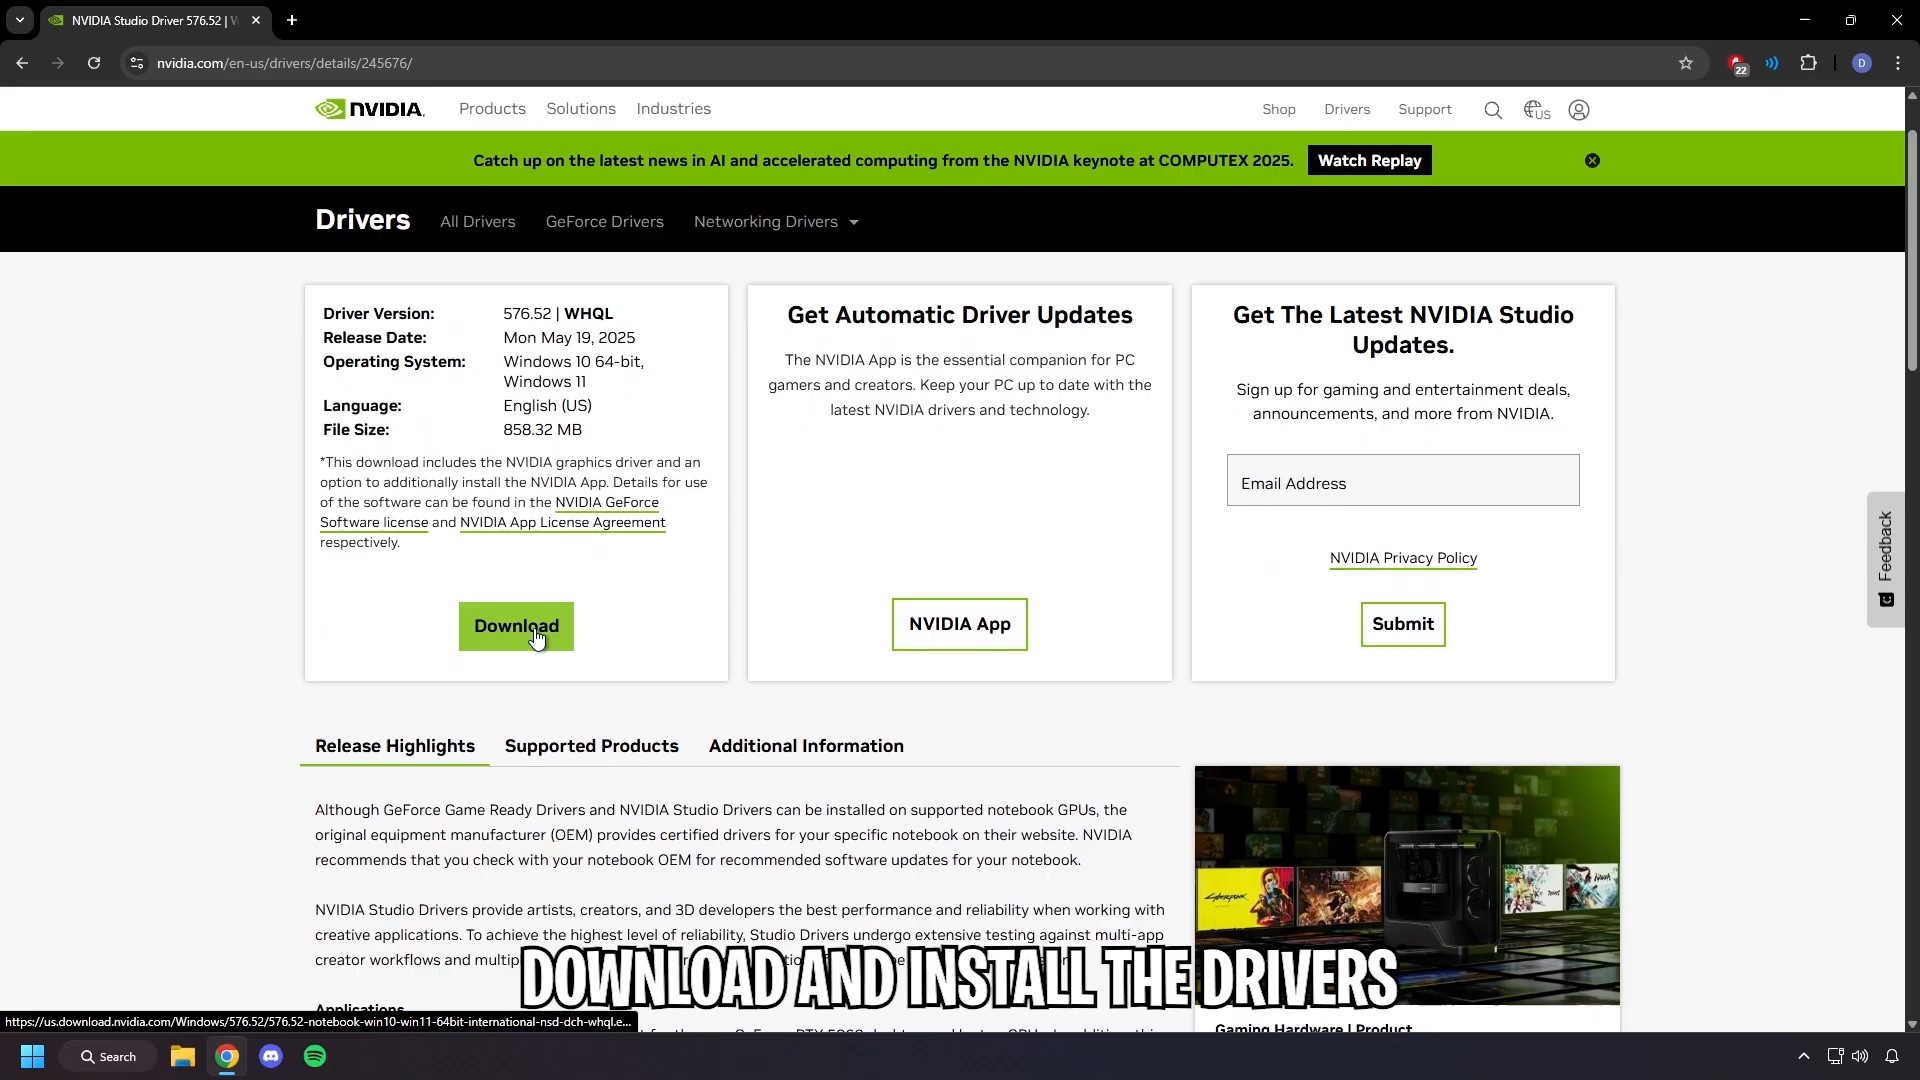 NVIDIA Studio Driver 576.52 | W
nvidia.com/en-us/drivers/details/245676/
22
D
NVIDIA.
Products
Solutions
Industries
Shop
Drivers
Support
US
Catch up on the latest news in AI and accelerated computing from the NVIDIA keynote at COMPUTEX 2025.
Watch Replay
Drivers
All Drivers
GeForce Drivers
Networking Drivers
Driver Version: 576.52 | WHQL
Release Date: Mon May 19, 2025
Operating System: Windows 10 64-bit,
Windows 11
Language: English (US)
File Size: 858.32 MB
*This download includes the NVIDIA graphics driver and an
option to additionally install the NVIDIA App. Details for use
of the software can be found in the NVIDIA GeForce
Software license and NVIDIA App License Agreement
respectively.
Download
Get Automatic Driver Updates
The NVIDIA App is the essential companion for PC
gamers and creators. Keep your PC up to date with the
latest NVIDIA drivers and technology.
NVIDIA App
Get The Latest NVIDIA Studio
Updates.
Sign up for gaming and entertainment deals,
announcements, and more from NVIDIA.
Email Address
NVIDIA Privacy Policy
Submit
Feedback
Release Highlights
Supported Products
Additional Information
Although GeForce Game Ready Drivers and NVIDIA Studio Drivers can be installed on supported notebook GPUs, the
original equipment manufacturer (OEM) provides certified drivers for your specific notebook on their website. NVIDIA
recommends that you check with your notebook OEM for recommended software updates for your notebook.
NVIDIA Studio Drivers provide artists, creators, and 3D developers the best performance and reliability when working with
creative applications. To achieve the highest level of reliability, Studio Drivers undergo extensive testing against multi-app
creator workflows and
DOWNLOAD AND INSTALL THE DRIVERS
Applications
https://us.download.nvidia.com/Windows/576.52/576.52-notebook-win10-win11-64bit-international-nsd-dch-whql.e...
Gaming Hardware | Product
Search